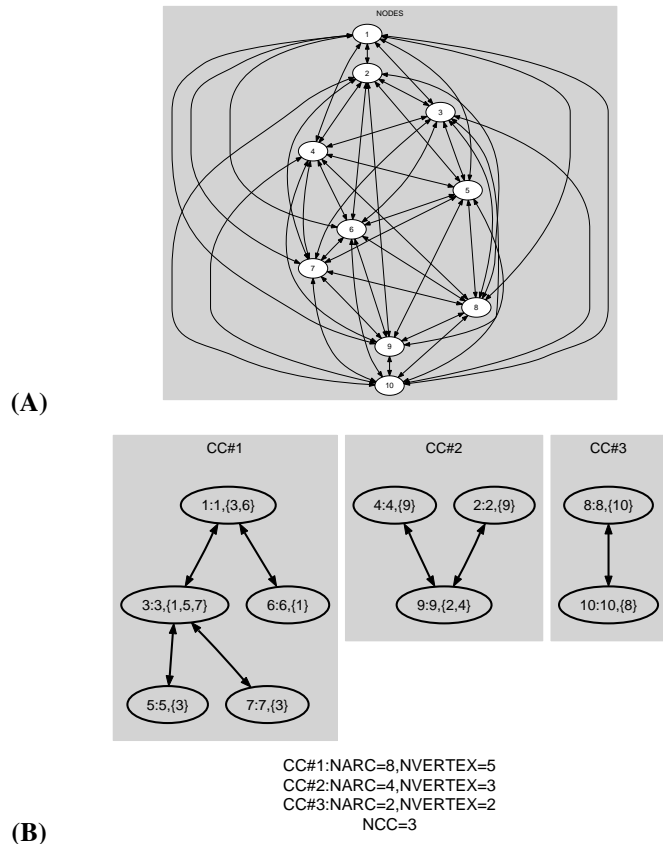 NODES
1
2
3
4
5
6
7
8
9
10
(A)
CC#1 CC#2 CC#3
1:1,{3,6} 4:4,{9} 2:2,{9} 8:8,{10}
3:3,{1,5,7} 6:6,{1} 9:9,{2,4} 10:10,{8}
5:5,{3} 7:7,{3}
CC#1:NARC=8,NVERTEX=5
CC#2:NARC=4,NVERTEX=3
CC#3:NARC=2,NVERTEX=2
NCC=3
(B)